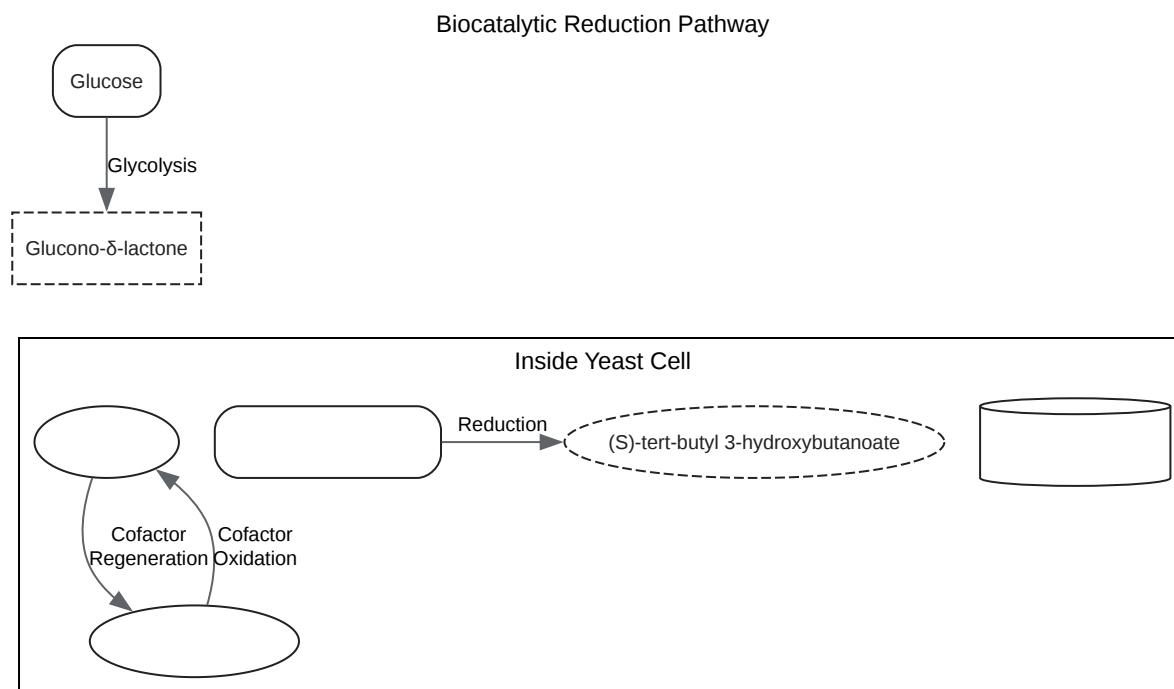 Biocatalytic Reduction Pathway
Glucose
Glycolysis
Glucono-δ-lactone
Inside Yeast Cell
Reduction
(S)-tert-butyl 3-hydroxybutanoate
Cofactor
Regeneration
Cofactor
Oxidation